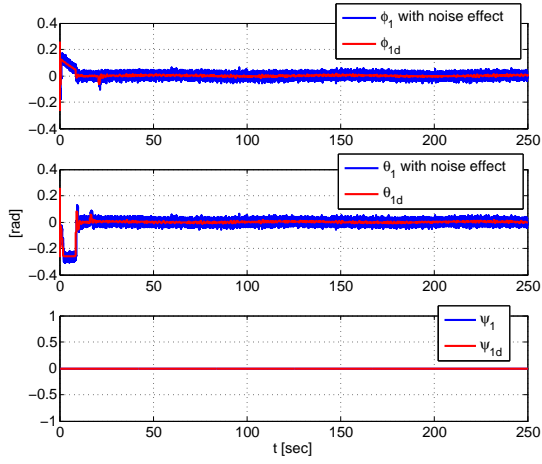 ϕ₁ with noise effect
ϕ₁d
0.4
0.2
0
−0.2
−0.4
0 50 100 150 200 250
θ₁ with noise effect
θ₁d
[rad]
0.4
0.2
0
−0.2
−0.4
0 50 100 150 200 250
ψ₁
ψ₁d
1
0.5
0
−0.5
−1
0 50 100 150 200 250
t [sec]